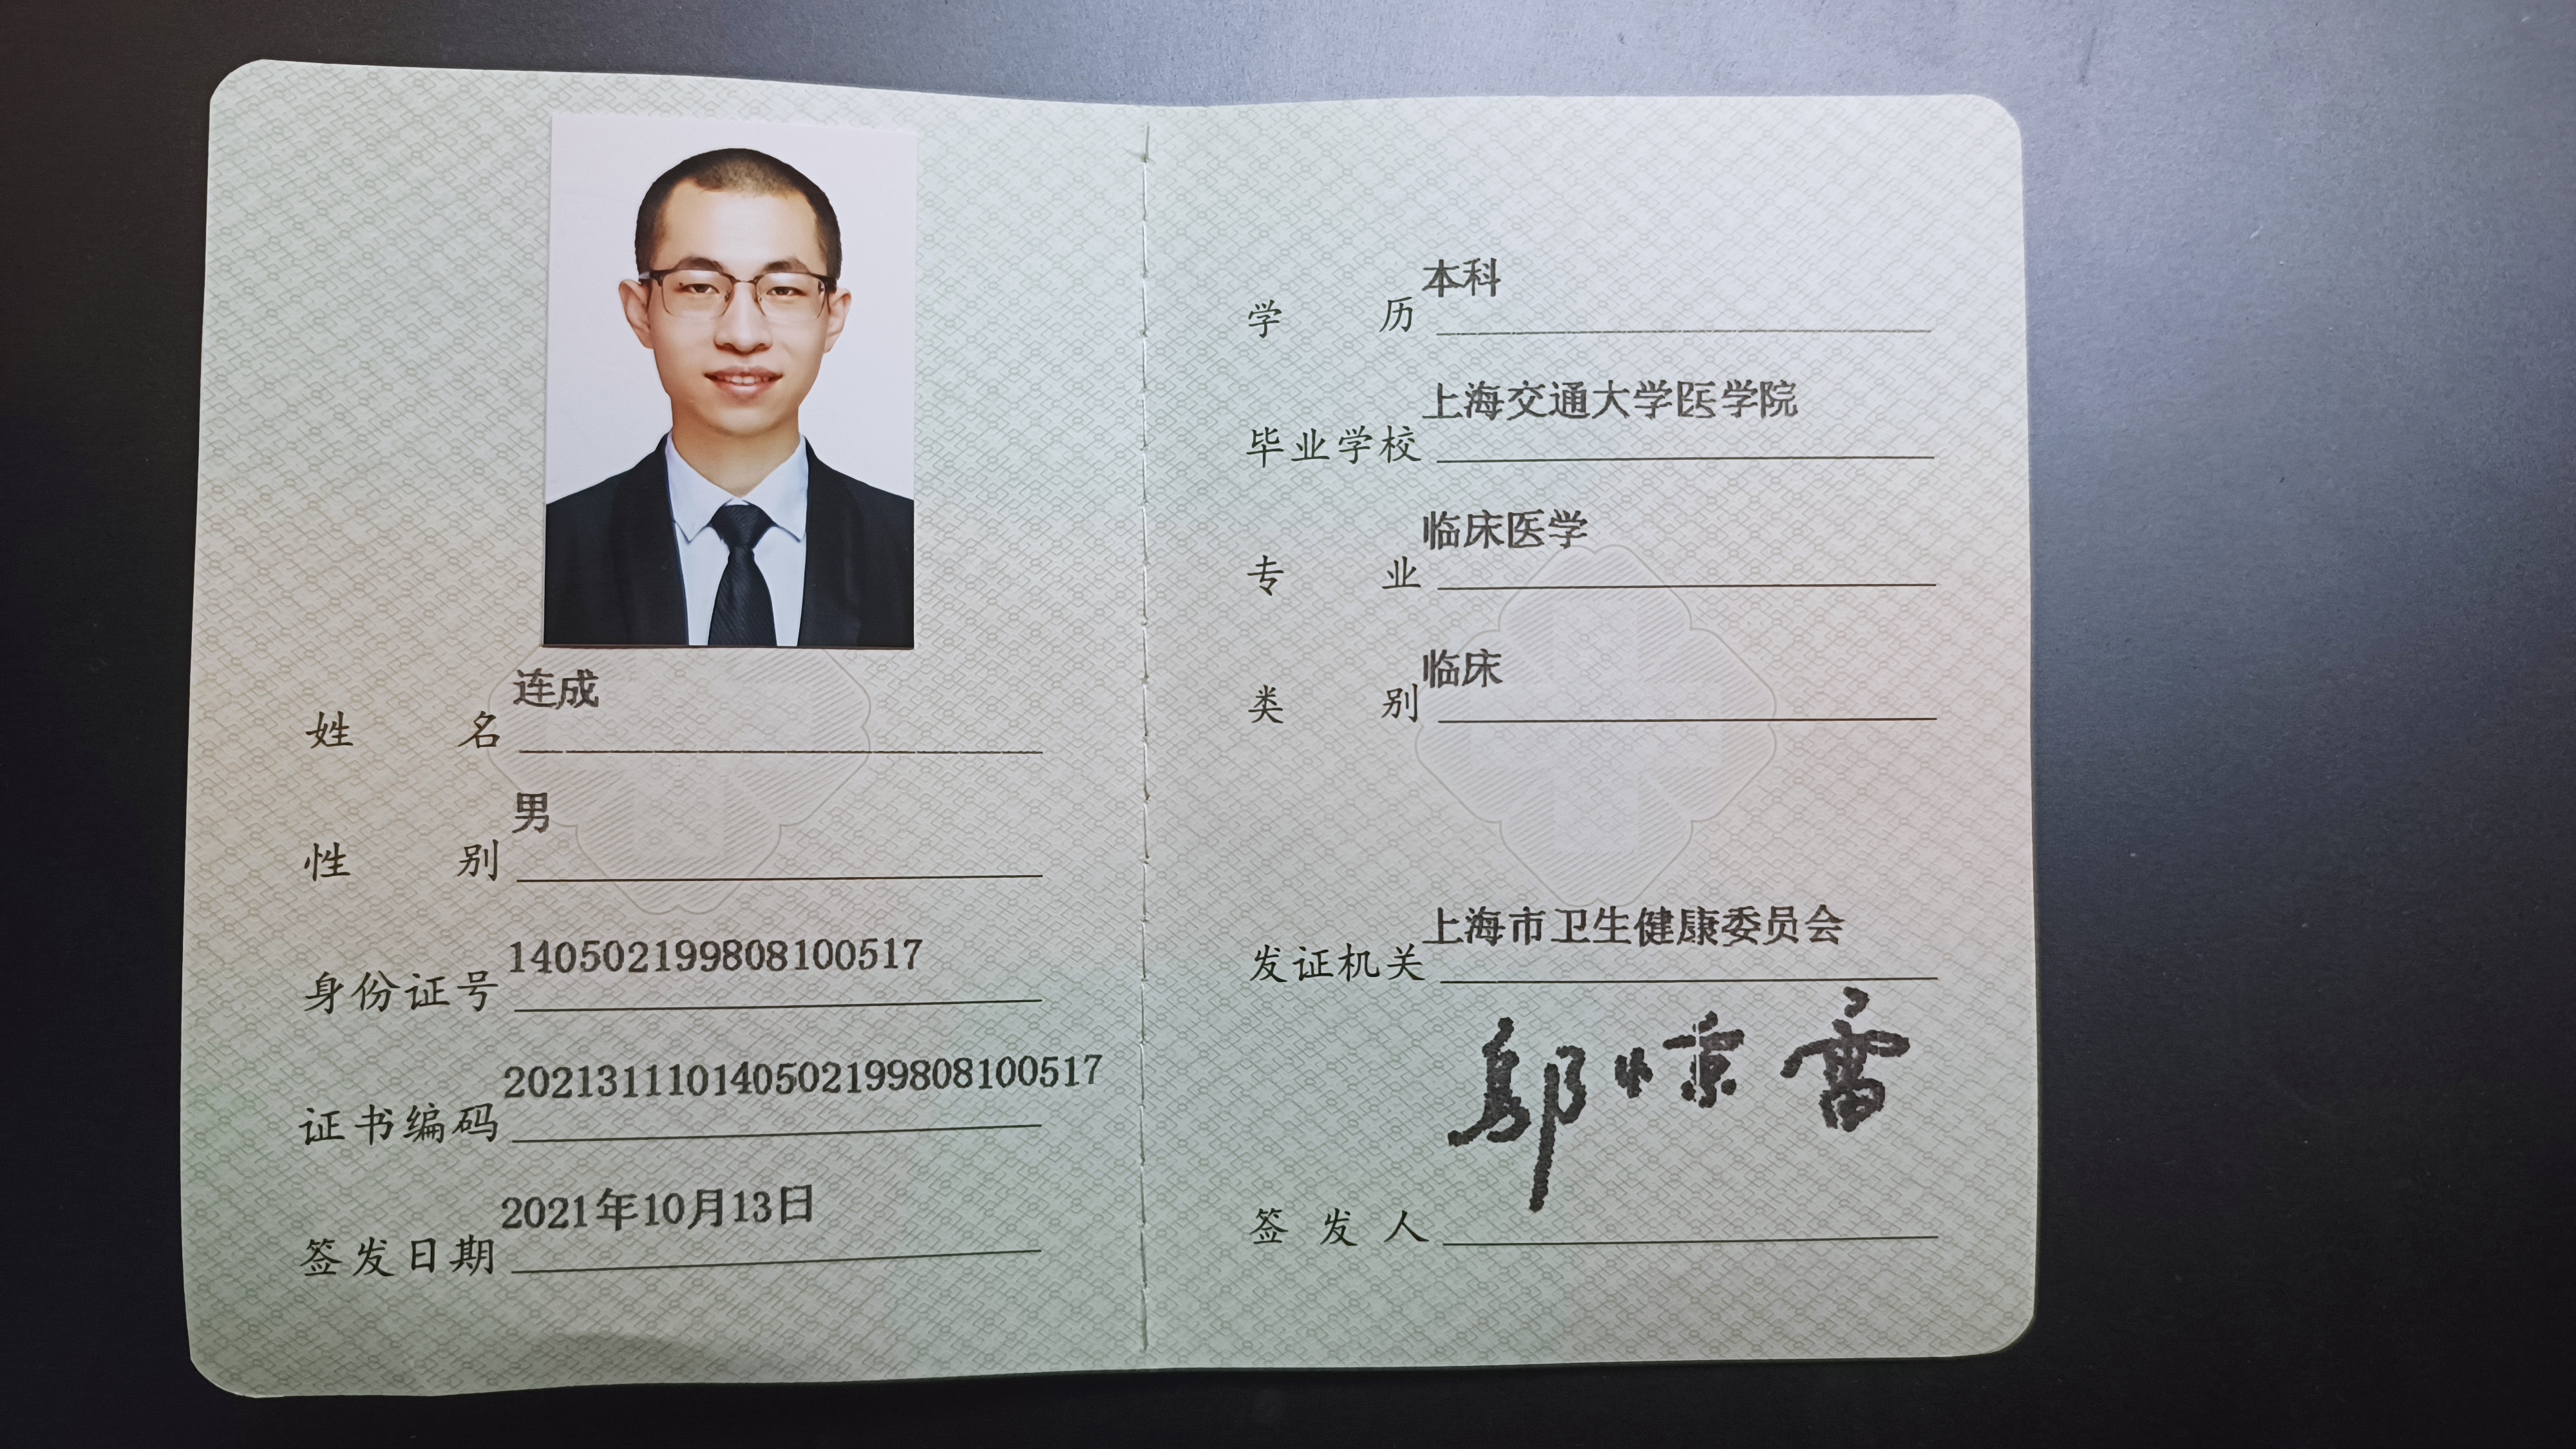 姓名 连成
性别 男
身份证号 140502199808100517
证书编码 202131110140502199808100517
签发日期 2021年10月13日
学历 本科
毕业学校 上海交通大学医学院
专业 临床医学
类别 临床
发证机关 上海市卫生健康委员会
签发人 邬惊雷